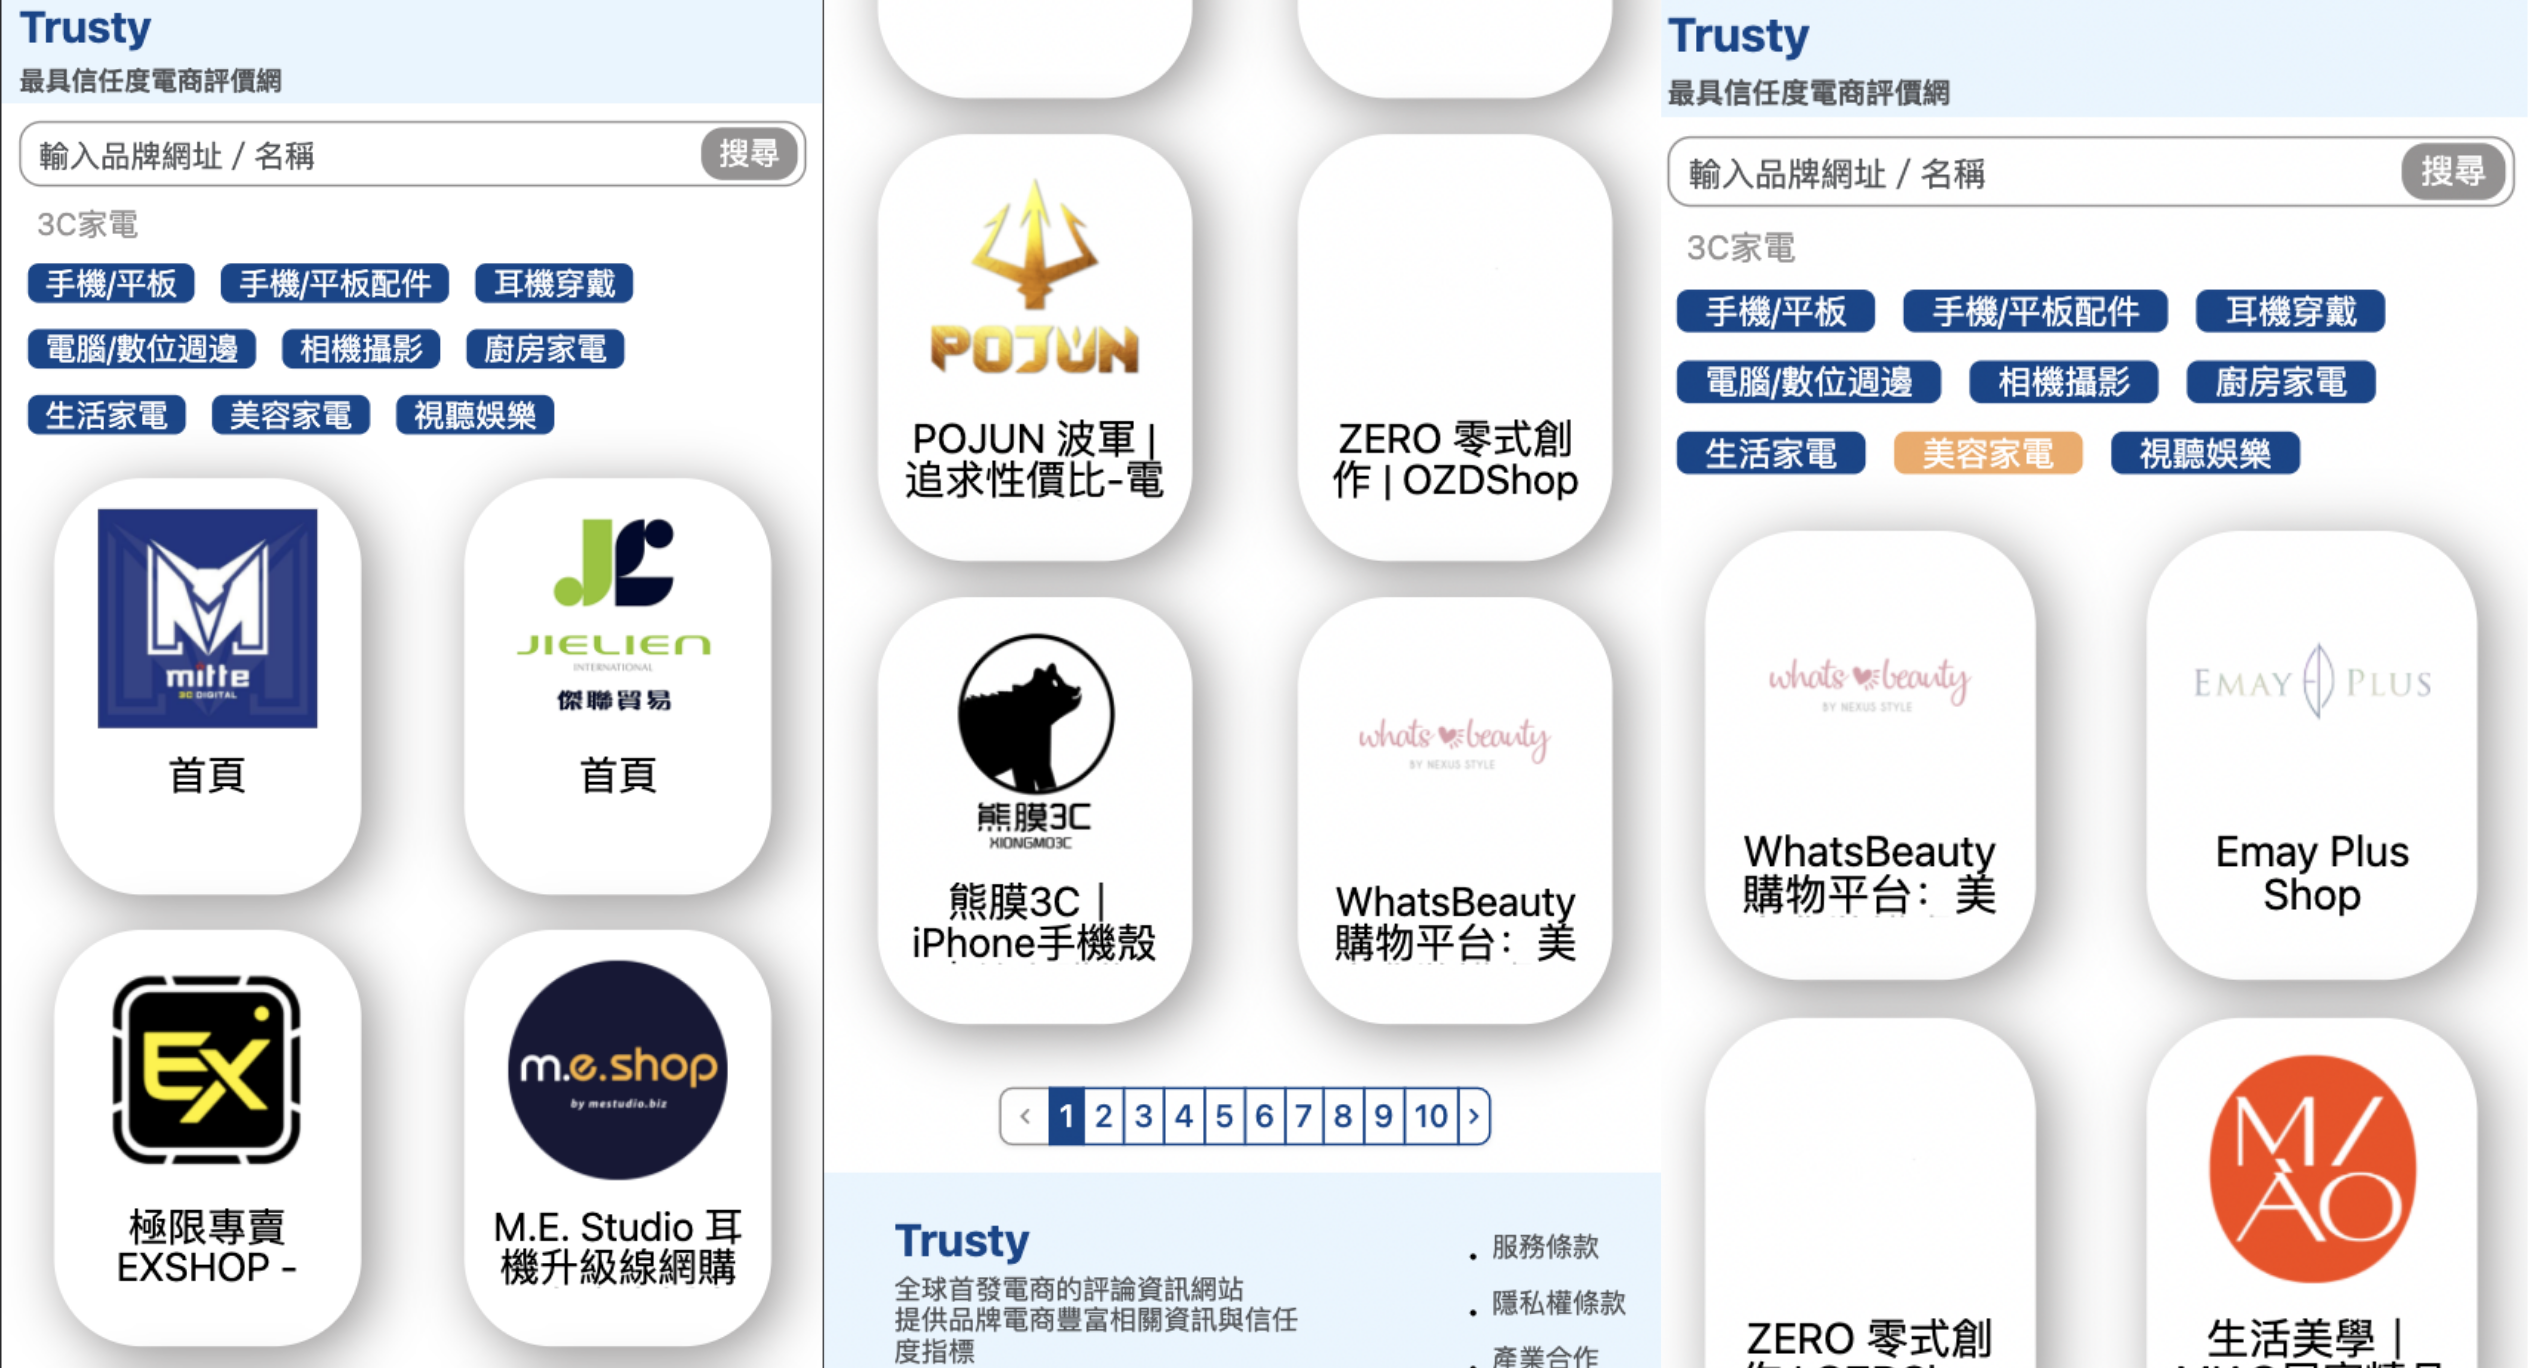 Trusty
最具信任度電商評價網
輸入品牌網址 / 名稱
搜尋
3C家電
手機/平板 手機/平板配件 耳機穿戴
電腦/數位週邊 相機攝影 廚房家電
生活家電 美容家電 視聽娛樂
M
mitte
3C DIGITAL
首頁
JIELIEN
INTERNATIONAL
傑聯貿易
首頁
EX
極限專賣
EXSHOP -
m.e.shop
by mestudio.biz
M.E. Studio 耳
機升級線網購
POJUN
POJUN 波軍 |
追求性價比-電
ZERO 零式創
作 | OZDShop
熊膜3C
XIONGMO3C
熊膜3C｜
iPhone手機殼
whats beauty
BY NEXUS STYLE
WhatsBeauty
購物平台：美
< 1 2 3 4 5 6 7 8 9 10 >
Trusty
全球首發電商的評論資訊網站
提供品牌電商豐富相關資訊與信任
度指標
服務條款
隱私權條款
產業合作
Trusty
最具信任度電商評價網
輸入品牌網址 / 名稱
搜尋
3C家電
手機/平板 手機/平板配件 耳機穿戴
電腦/數位週邊 相機攝影 廚房家電
生活家電 美容家電 視聽娛樂
whats beauty
BY NEXUS STYLE
WhatsBeauty
購物平台：美
EMAY PLUS
Emay Plus
Shop
ZERO 零式創
M/
AO
生活美學｜